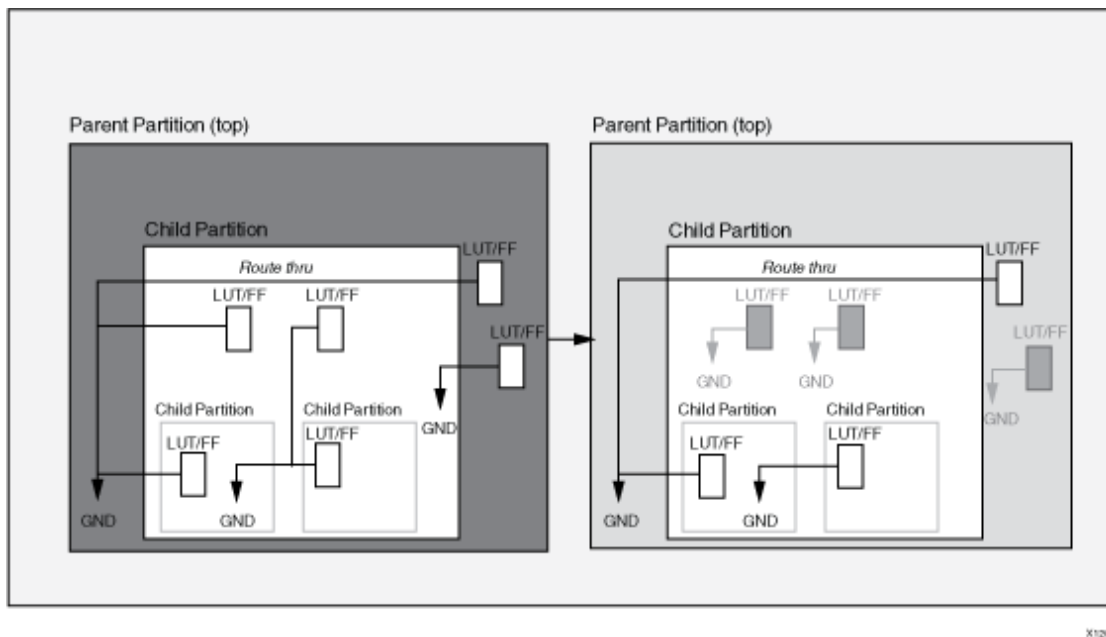 Parent Partition (top)
Child Partition
LUT/FF
Route thru
LUT/FF
LUT/FF
LUT/FF
Child Partition
Child Partition
GND
LUT/FF
LUT/FF
GND
GND
Parent Partition (top)
Child Partition
LUT/FF
Route thru
LUT/FF
LUT/FF
LUT/FF
GND
GND
Child Partition
Child Partition
GND
LUT/FF
LUT/FF
GND
GND